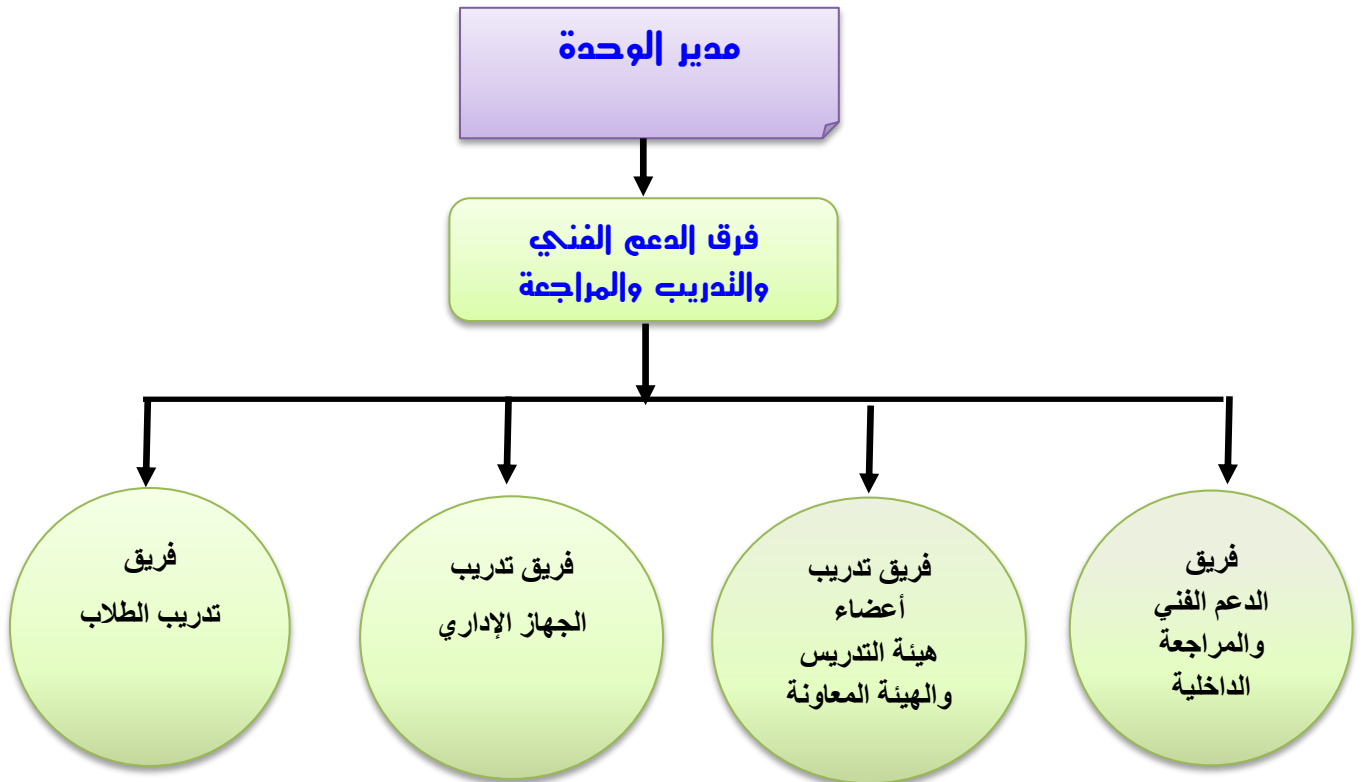 مدير الوحدة
فرق الدعم الفني
والتدريب والمراجعة
فريق
الدعم الفني
والمراجعة
الداخلية
فريق تدريب
أعضاء
هيئة التدريس
والهيئة المعاونة
فريق تدريب
الجهاز الإداري
فريق
تدريب الطلاب